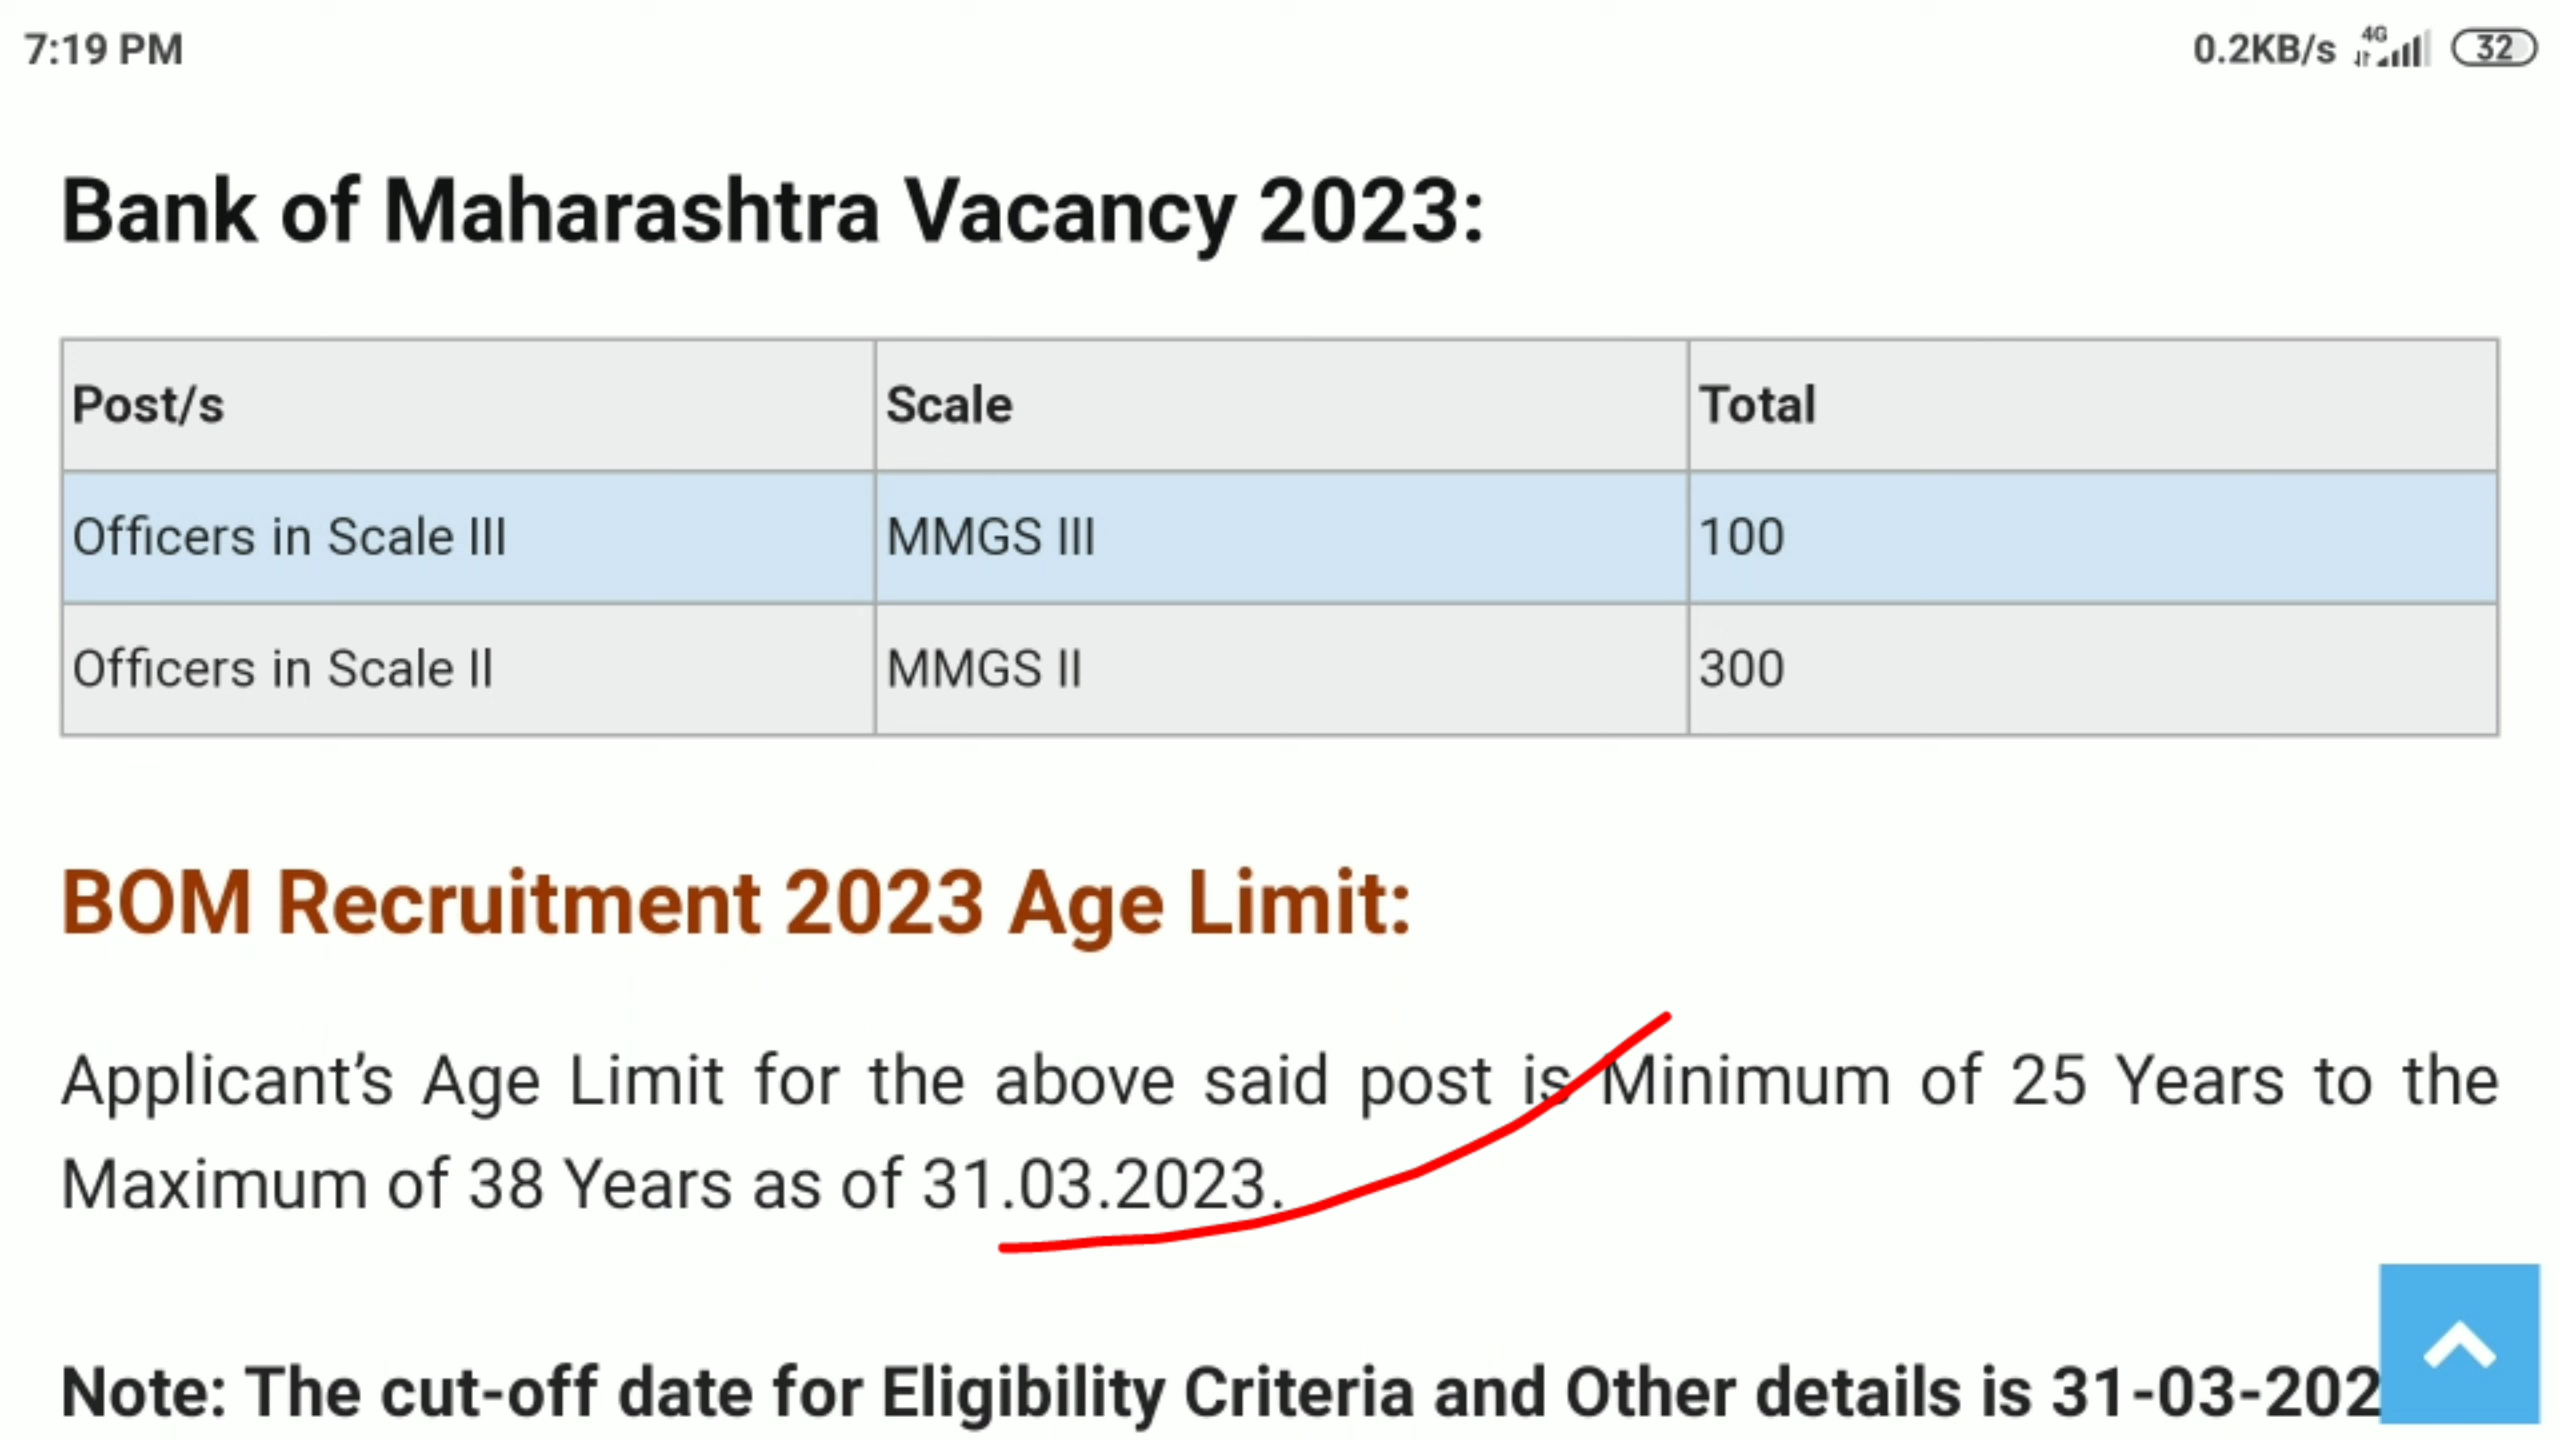 7:19 PM
0.2KB/s 4G 32
Bank of Maharashtra Vacancy 2023:
Post/s Scale Total
Officers in Scale III MMGS III 100
Officers in Scale II MMGS II 300
BOM Recruitment 2023 Age Limit:
Applicant’s Age Limit for the above said post is Minimum of 25 Years to the
Maximum of 38 Years as of 31.03.2023.
Note: The cut-off date for Eligibility Criteria and Other details is 31-03-202